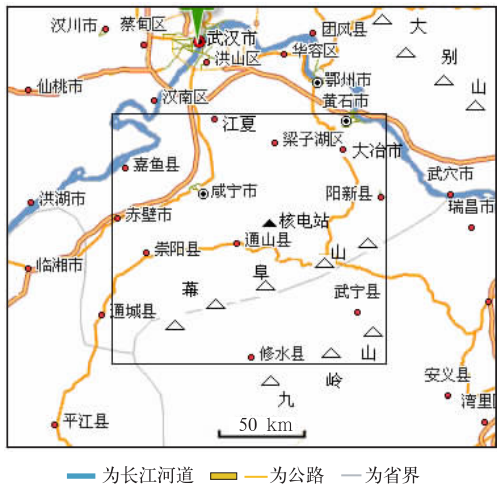 汉川市
蔡甸区
武汉市
团风县
大
洪山区
华容区
别
仙桃市
鄂州市
山
汉南区
黄石市
江夏
梁子湖区
大冶市
嘉鱼县
武穴市
咸宁市
阳新县
洪湖市
瑞昌市
赤壁市
核电站
通山县
崇阳县
山
临湘市
阜
幕
武宁县
通城县
修水县
山
岭
安义县
九
湾里区
平江县
50 km
为长江河道
为公路
为省界